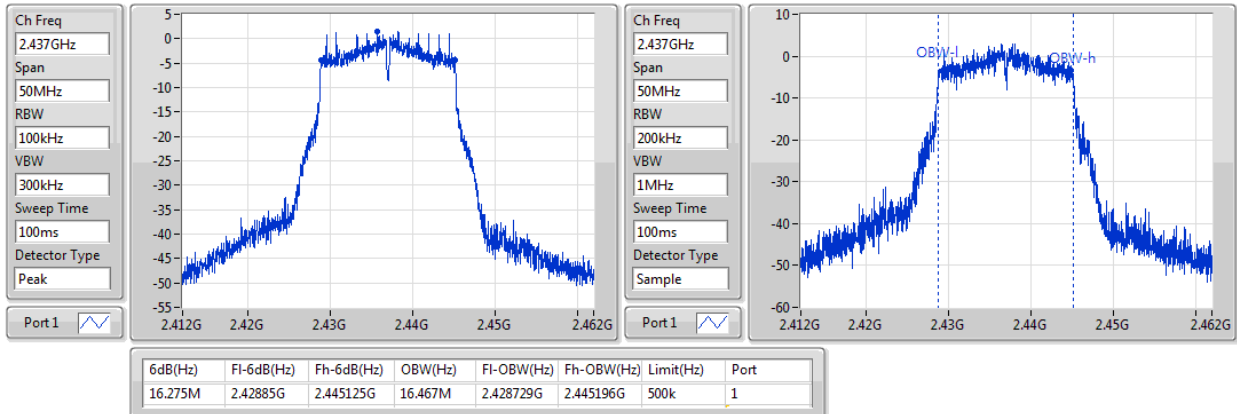 Ch Freq
2.437GHz
Span
50MHz
RBW
100kHz
VBW
300kHz
Sweep Time
100ms
Detector Type
Peak
Port 1
5
0
-5
-10
-15
-20
-25
-30
-35
-40
-45
-50
-55
2.412G 2.42G 2.43G 2.44G 2.45G 2.462G
Ch Freq
2.437GHz
Span
50MHz
RBW
200kHz
VBW
1MHz
Sweep Time
100ms
Detector Type
Sample
Port 1
10
0
-10
-20
-30
-40
-50
-60
OBW-l
OBW-h
2.412G 2.42G 2.43G 2.44G 2.45G 2.462G
6dB(Hz) Fl-6dB(Hz) Fh-6dB(Hz) OBW(Hz) Fl-OBW(Hz) Fh-OBW(Hz) Limit(Hz) Port
16.275M 2.42885G 2.445125G 16.467M 2.428729G 2.445196G 500k 1